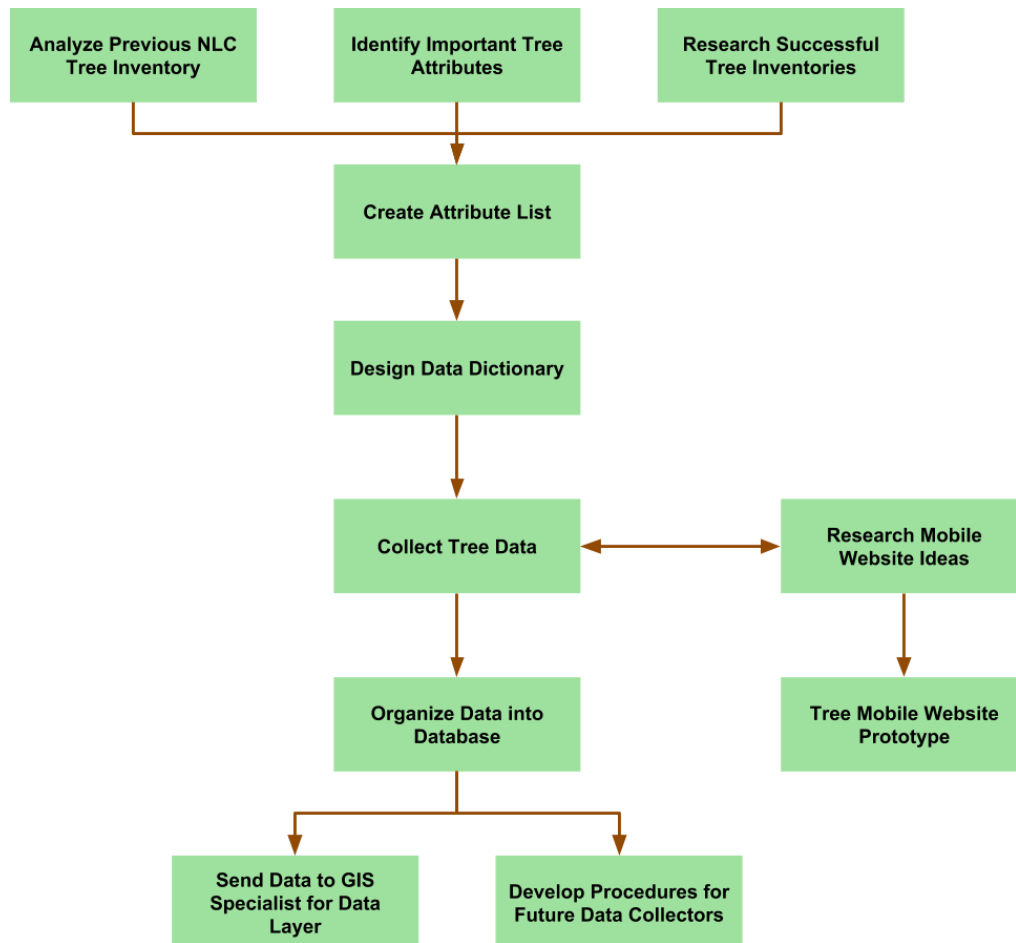 Analyze Previous NLC
Tree Inventory
Identify Important Tree
Attributes
Research Successful
Tree Inventories
Create Attribute List
Design Data Dictionary
Collect Tree Data
Research Mobile
Website Ideas
Organize Data into
Database
Tree Mobile Website
Prototype
Send Data to GIS
Specialist for Data
Layer
Develop Procedures for
Future Data Collectors